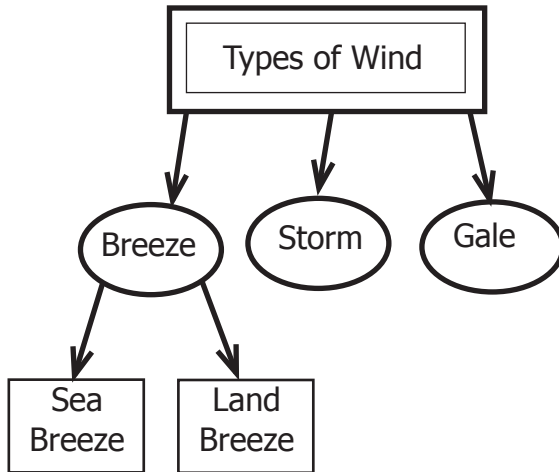 Types of Wind
Breeze
Storm
Gale
Sea
Breeze
Land
Breeze